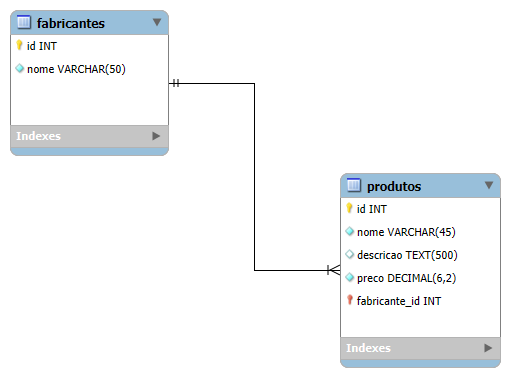 fabricantes
id INT
nome VARCHAR(50)
Indexes
produtos
id INT
nome VARCHAR(45)
descricao TEXT(500)
preco DECIMAL(6,2)
fabricante_id INT
Indexes